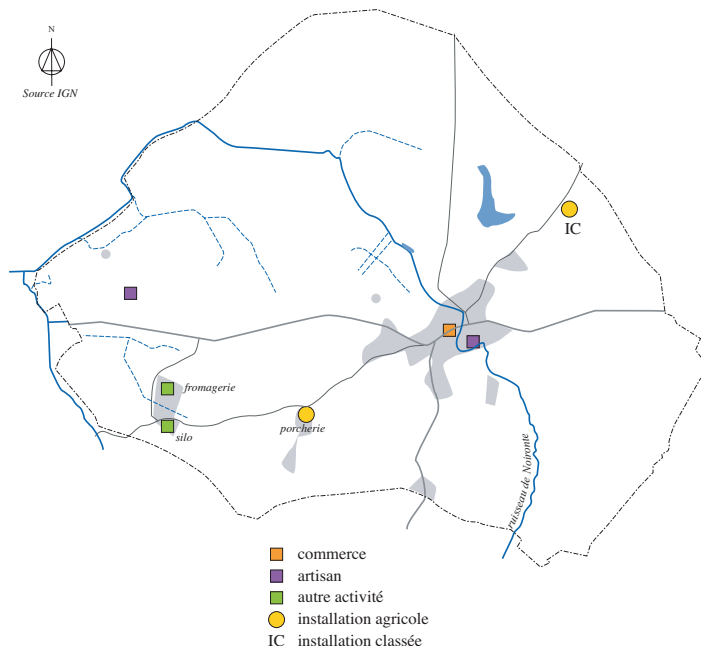 N
Source IGN
IC
fromagerie
silo
porcherie
ruisseau de Noironte
commerce
artisan
autre activité
installation agricole
IC installation classée